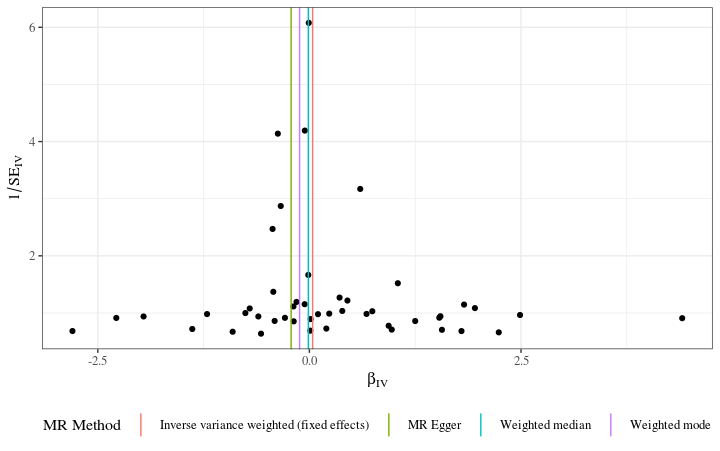 6
4
2
1/SE_IV
-2.5 0.0 2.5
β_IV
MR Method Inverse variance weighted (fixed effects) MR Egger Weighted median Weighted mode